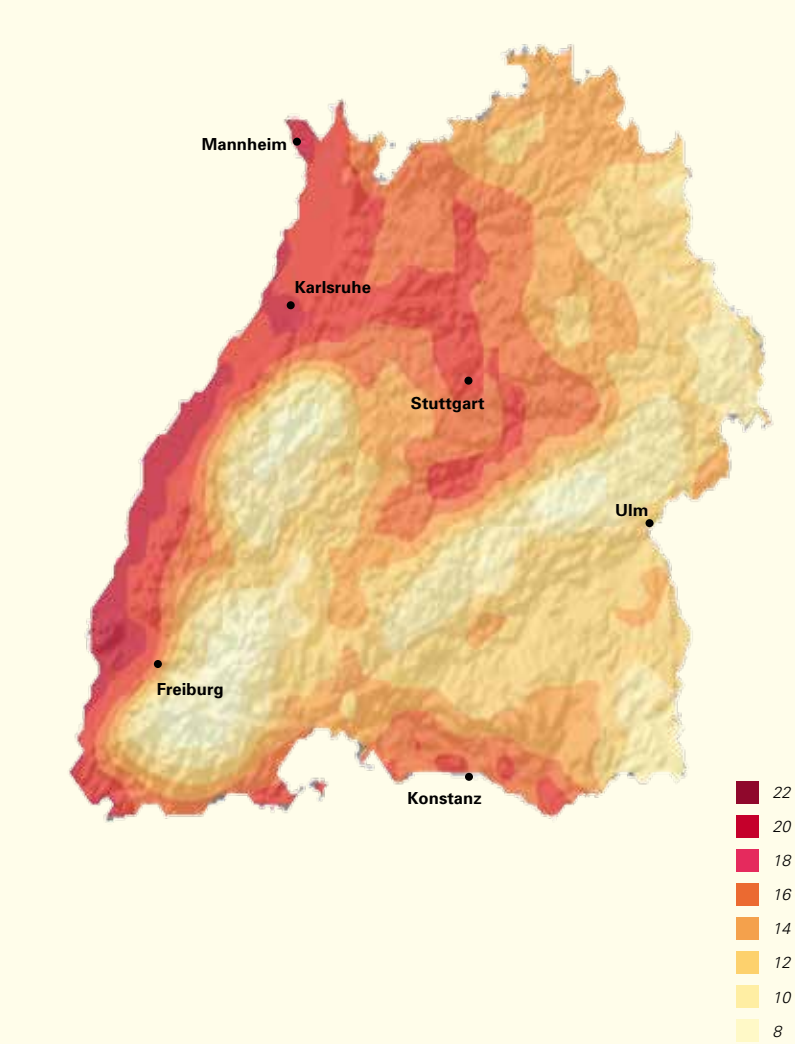 Mannheim
Karlsruhe
Stuttgart
Ulm
Freiburg
Konstanz
22
20
18
16
14
12
10
8